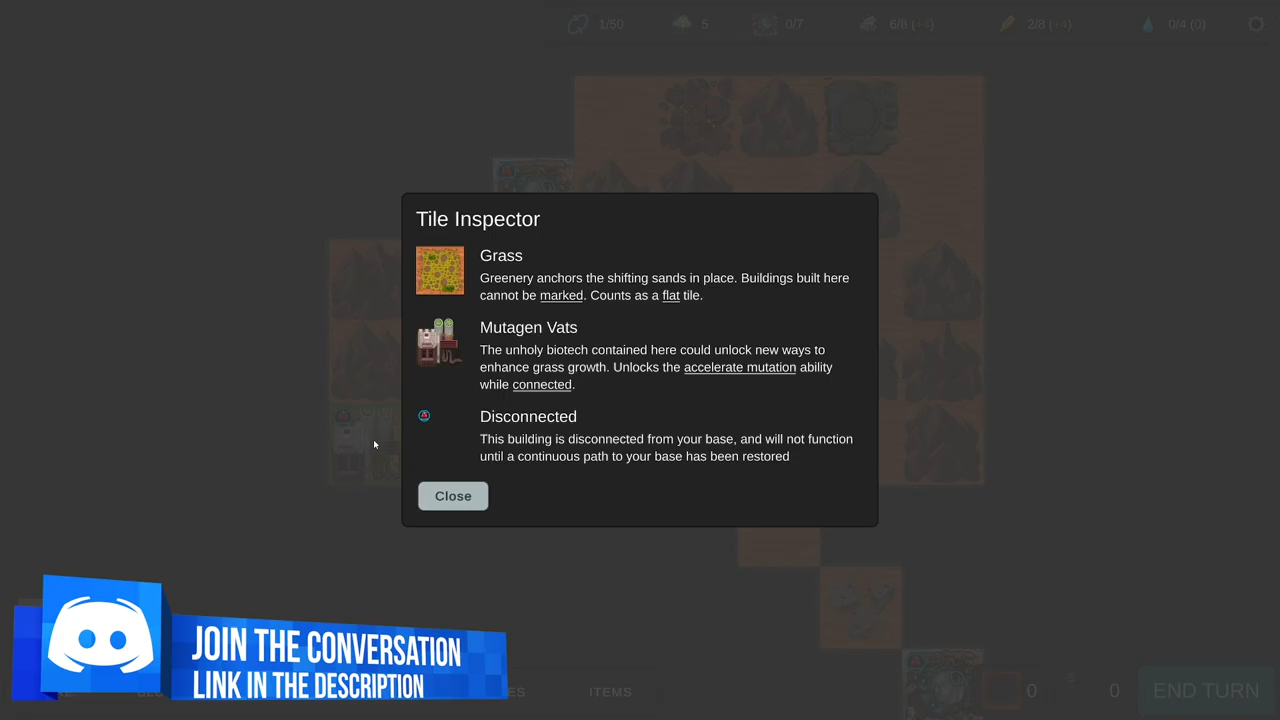 1/50 5 0/7 6/8 (+4) 2/8 (+4) 0/4 (0)
Tile Inspector
Grass
Greenery anchors the shifting sands in place. Buildings built here
cannot be marked. Counts as a flat tile.
Mutagen Vats
The unholy biotech contained here could unlock new ways to
enhance grass growth. Unlocks the accelerate mutation ability
while connected.
Disconnected
This building is disconnected from your base, and will not function
until a continuous path to your base has been restored
Close
JOIN THE CONVERSATION
LINK IN THE DESCRIPTION
ITEMS
0
0
END TURN